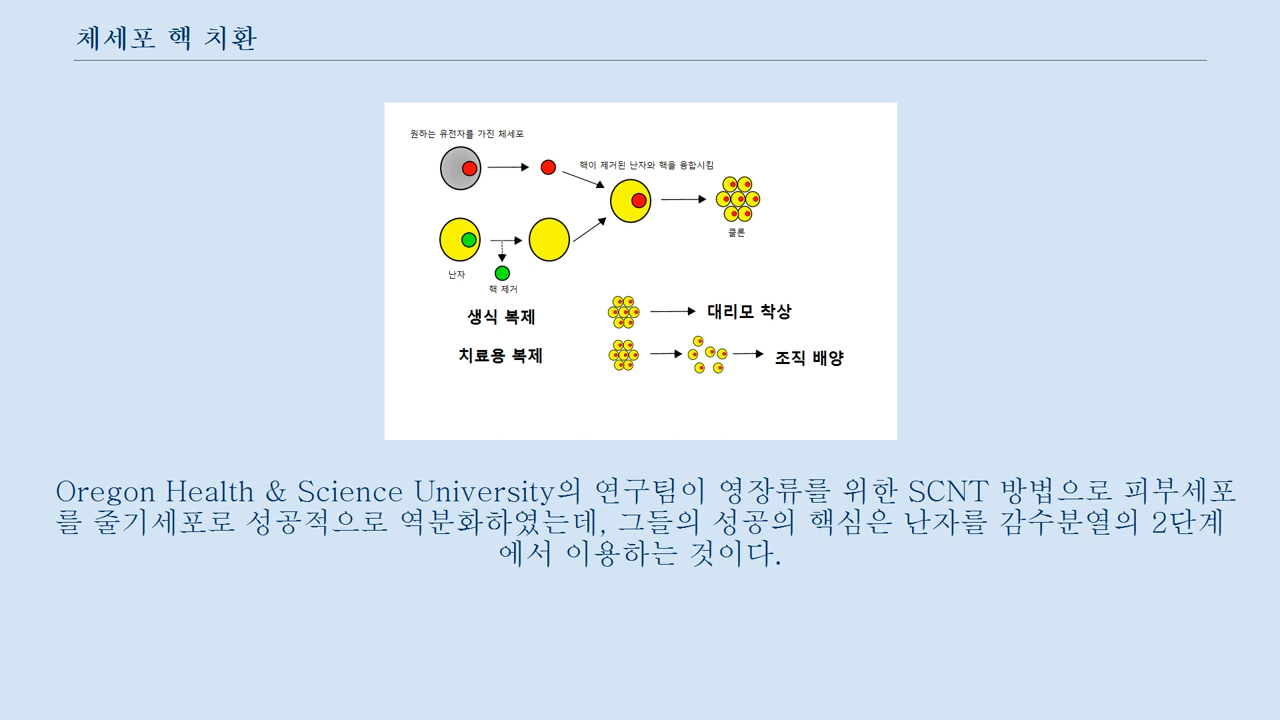 체세포 핵 치환
원하는 유전자를 가진 체세포
핵이 제거된 난자와 핵을 융합시킴
클론
난자
핵 제거
생식 복제
대리모 착상
치료용 복제
조직 배양
Oregon Health & Science University의 연구팀이 영장류를 위한 SCNT 방법으로 피부세포
를 줄기세포로 성공적으로 역분화하였는데, 그들의 성공의 핵심은 난자를 감수분열의 2단계
에서 이용하는 것이다.